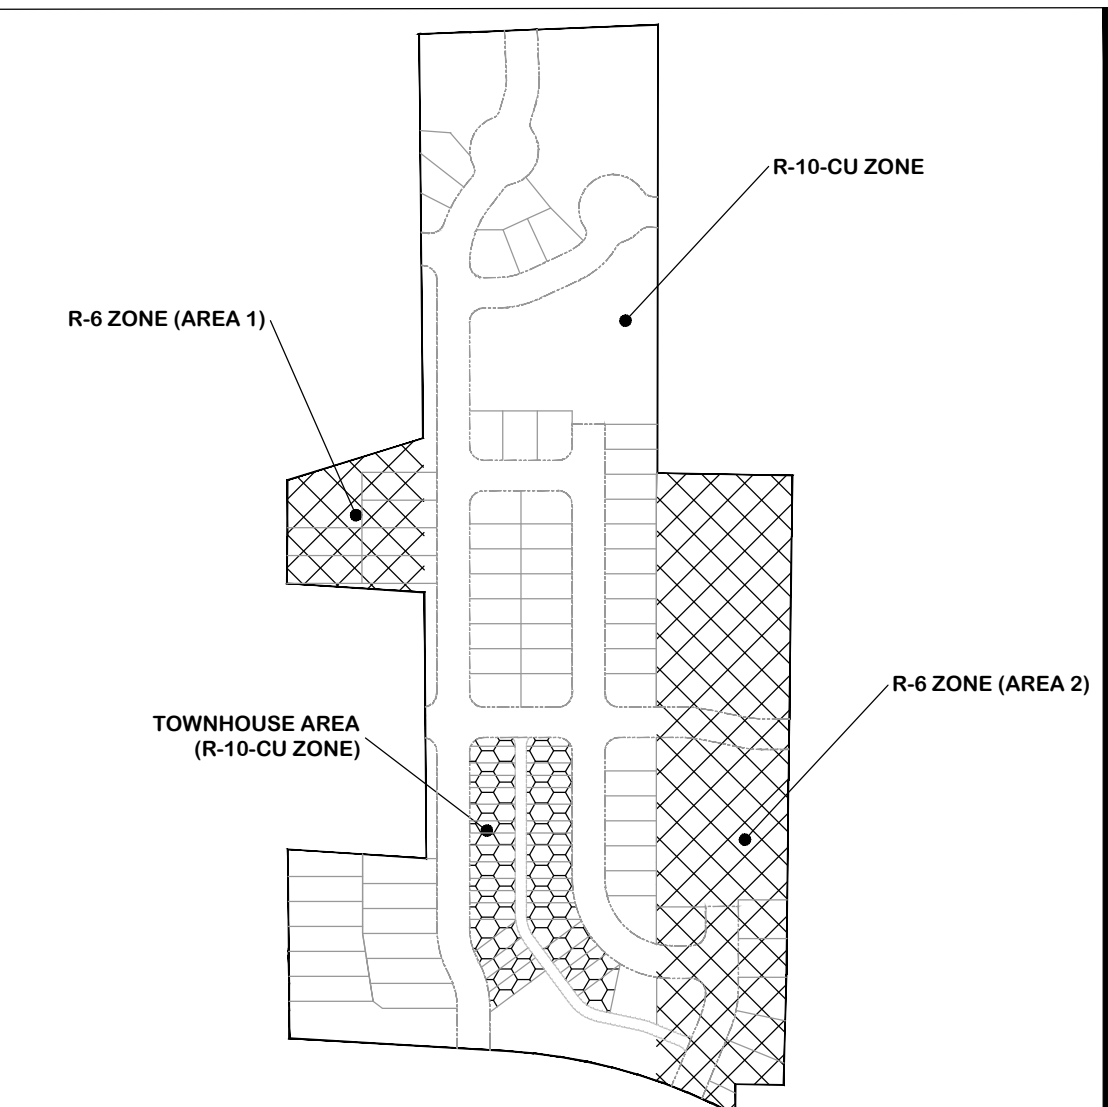 R-10-CU ZONE
R-6 ZONE (AREA 1)
R-6 ZONE (AREA 2)
TOWNHOUSE AREA
(R-10-CU ZONE)